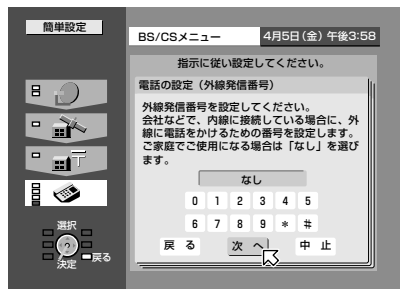 簡単設定
BS/CSメニュー 4月5日(金)午後3:58
指示に従い設定してください。
電話の設定(外線発信番号)
外線発信番号を設定してください。
会社などで、内線に接続している場合に、外
線に電話をかけるための番号を設定します。
ご家庭でご使用になる場合は「なし」を選び
ます。
なし
0 1 2 3 4 5
6 7 8 9 * #
戻る 次へ 中止
選択
戻る
決定